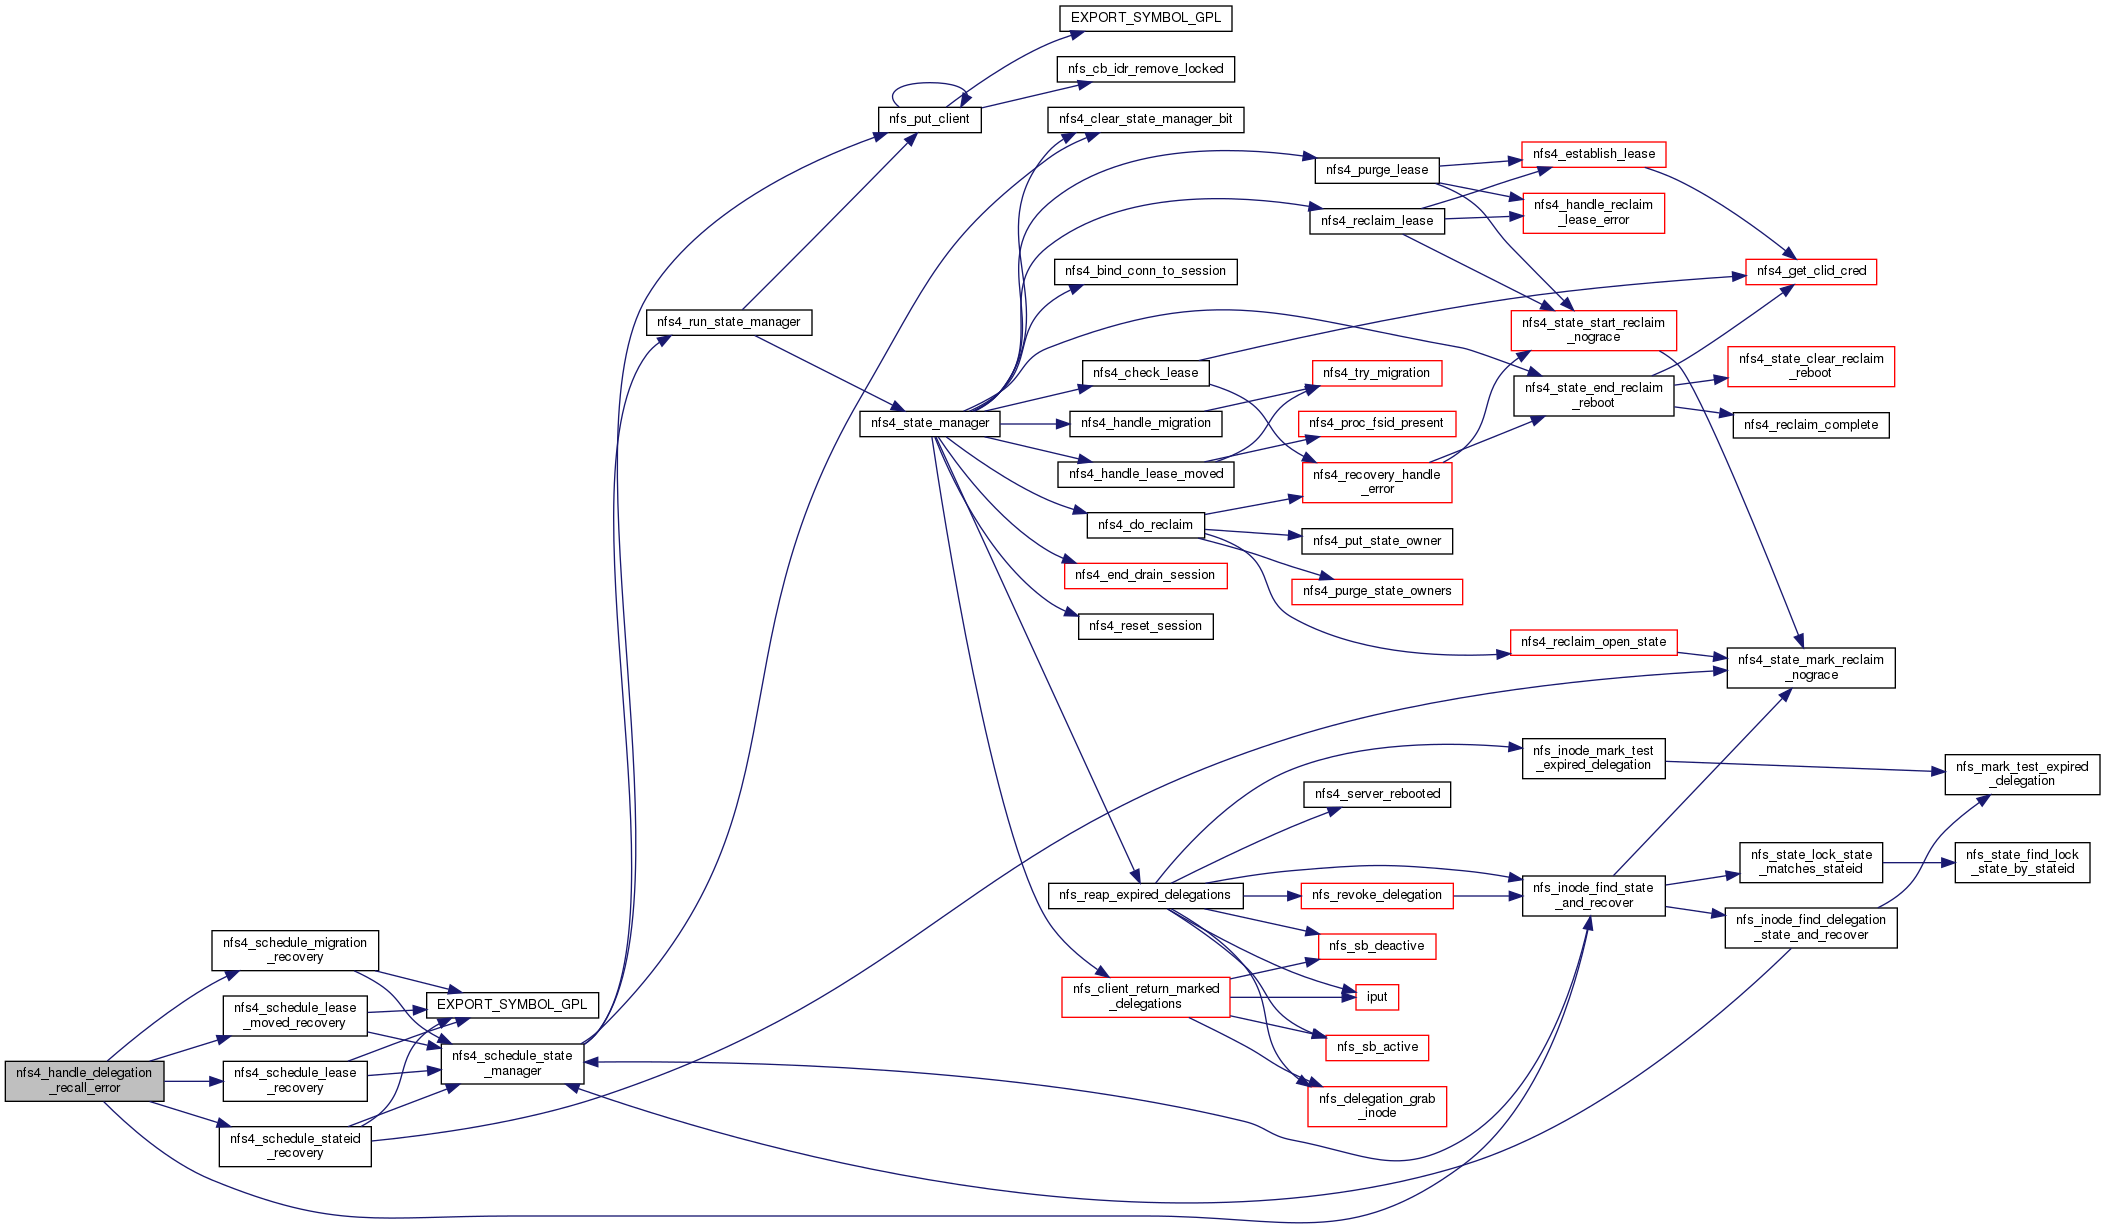 EXPORT_SYMBOL_GPL
nfs_cb_idr_remove_locked
nfs_put_client
nfs4_clear_state_manager_bit
nfs4_establish_lease
nfs4_purge_lease
nfs4_handle_reclaim
_lease_error
nfs4_reclaim_lease
nfs4_bind_conn_to_session
nfs4_get_clid_cred
nfs4_run_state_manager
nfs4_state_start_reclaim
_nograce
nfs4_state_clear_reclaim
_reboot
nfs4_check_lease
nfs4_try_migration
nfs4_state_end_reclaim
_reboot
nfs4_state_manager
nfs4_handle_migration
nfs4_proc_fsid_present
nfs4_reclaim_complete
nfs4_handle_lease_moved
nfs4_recovery_handle
_error
nfs4_do_reclaim
nfs4_put_state_owner
nfs4_end_drain_session
nfs4_purge_state_owners
nfs4_reset_session
nfs4_reclaim_open_state
nfs4_state_mark_reclaim
_nograce
nfs_inode_mark_test
_expired_delegation
nfs_mark_test_expired
_delegation
nfs4_server_rebooted
nfs_state_lock_state
_matches_stateid
nfs_state_find_lock
_state_by_stateid
nfs_reap_expired_delegations
nfs_revoke_delegation
nfs_inode_find_state
_and_recover
nfs_inode_find_delegation
_state_and_recover
nfs4_schedule_migration
_recovery
nfs_sb_deactive
nfs_client_return_marked
_delegations
iput
nfs4_schedule_lease
_moved_recovery
EXPORT_SYMBOL_GPL
nfs_sb_active
nfs4_schedule_state
_manager
nfs4_handle_delegation
_recall_error
nfs4_schedule_lease
_recovery
nfs_delegation_grab
_inode
nfs4_schedule_stateid
_recovery